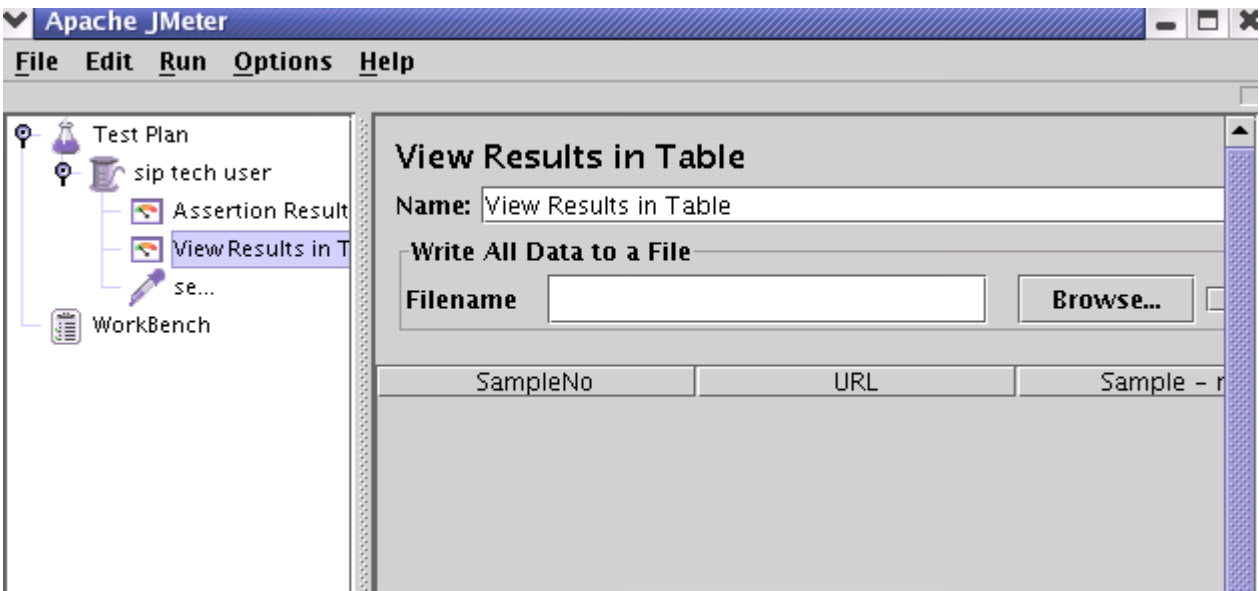 Apache JMeter
File Edit Run Options Help
Test Plan
sip tech user
Assertion Result
View Results in T
se...
WorkBench
View Results in Table
Name: View Results in Table
Write All Data to a File
Filename Browse...
SampleNo URL Sample -